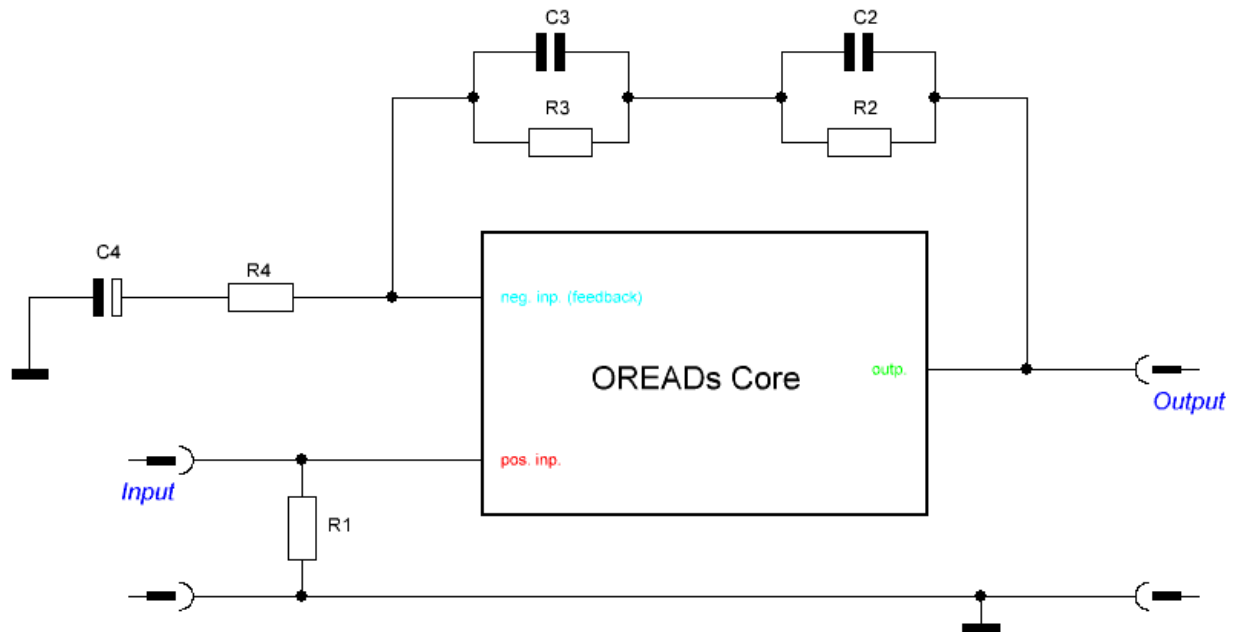 C3
C2
R3
R2
C4
R4
neg. inp. (feedback)
OREADs Core
outp.
Output
pos. inp.
Input
R1